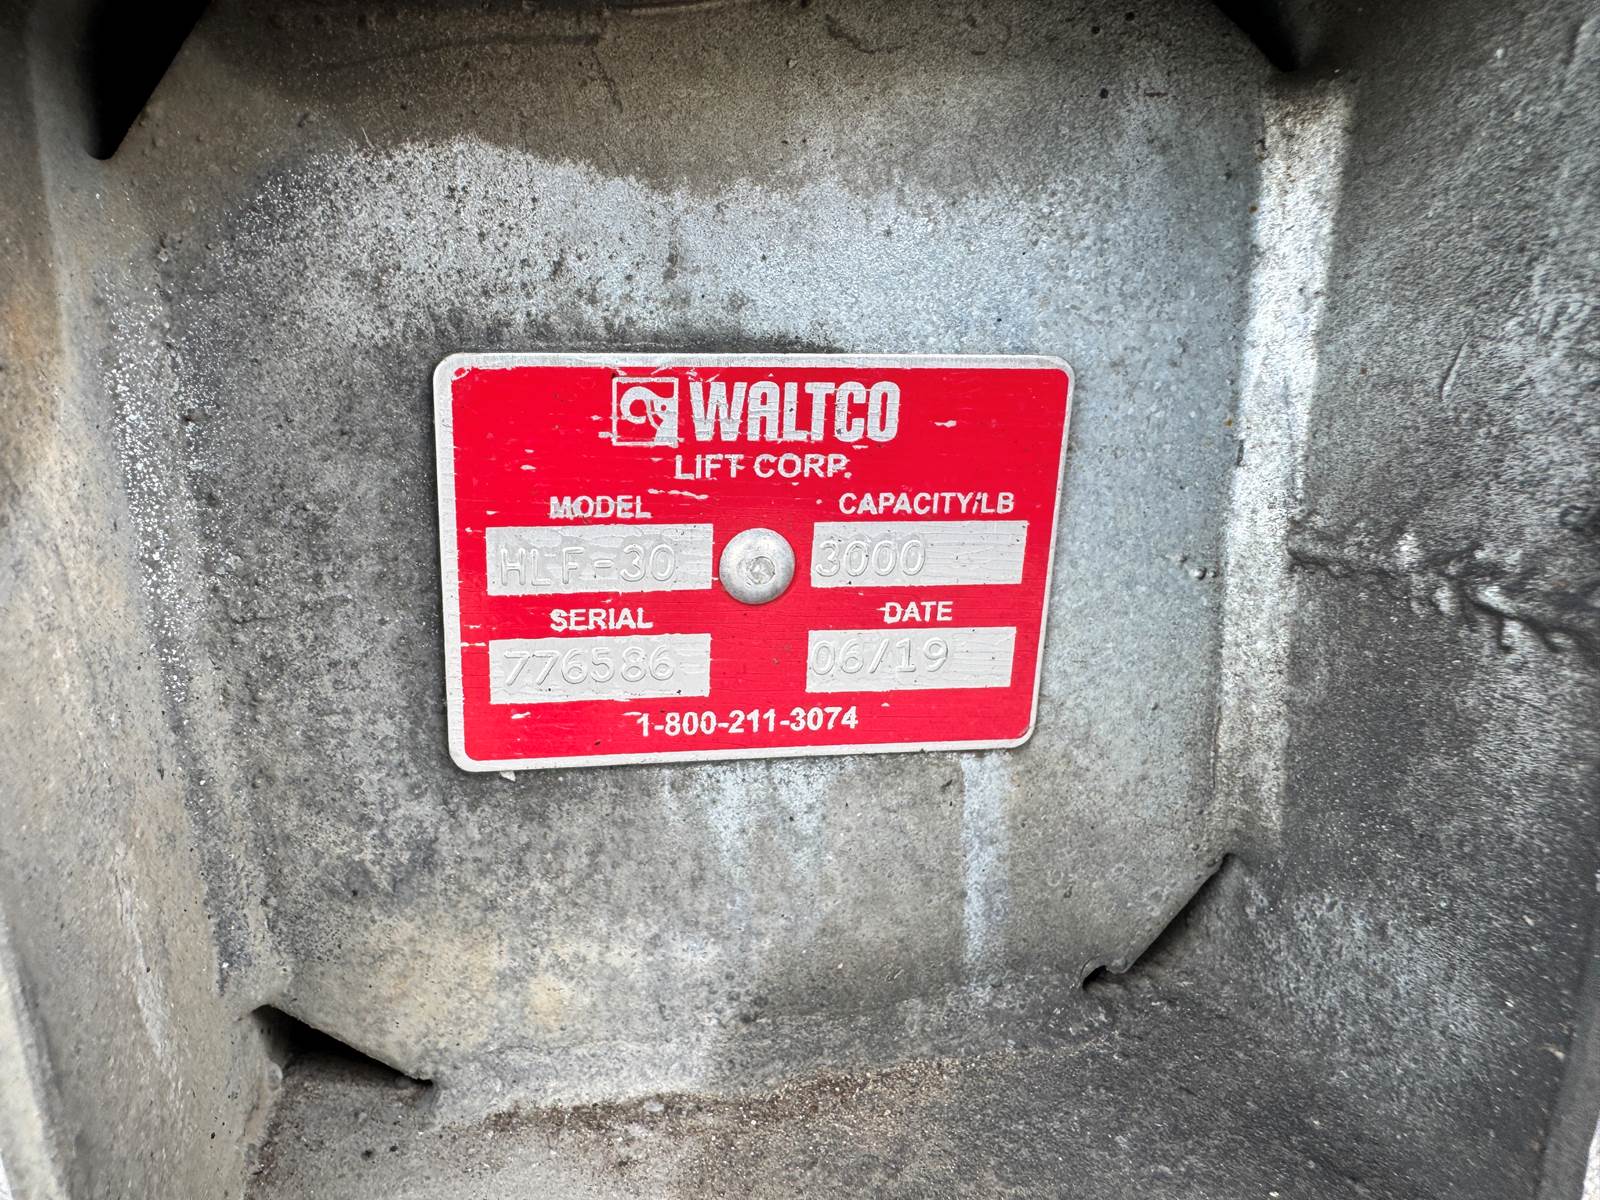 WALTCO
LIFT CORP.
MODEL CAPACITY/LB
HLF-30 3000
SERIAL DATE
776586 06/19
1-800-211-3074